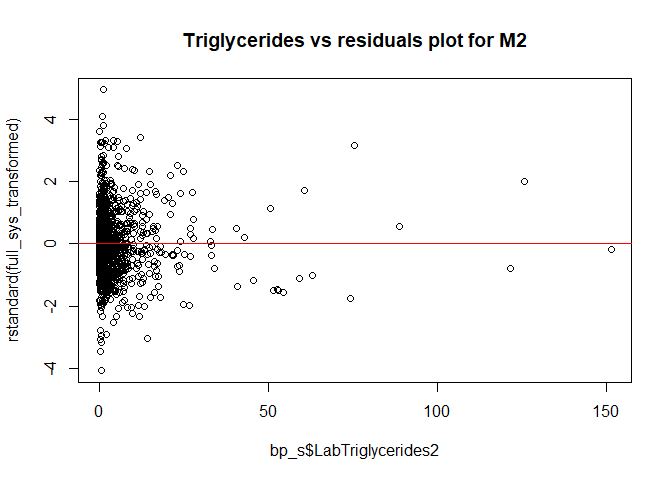 Triglycerides vs residuals plot for M2
rstandard(full_sys_transformed)
4
2
0
-2
-4
0 50 100 150
bp_s$LabTriglycerides2